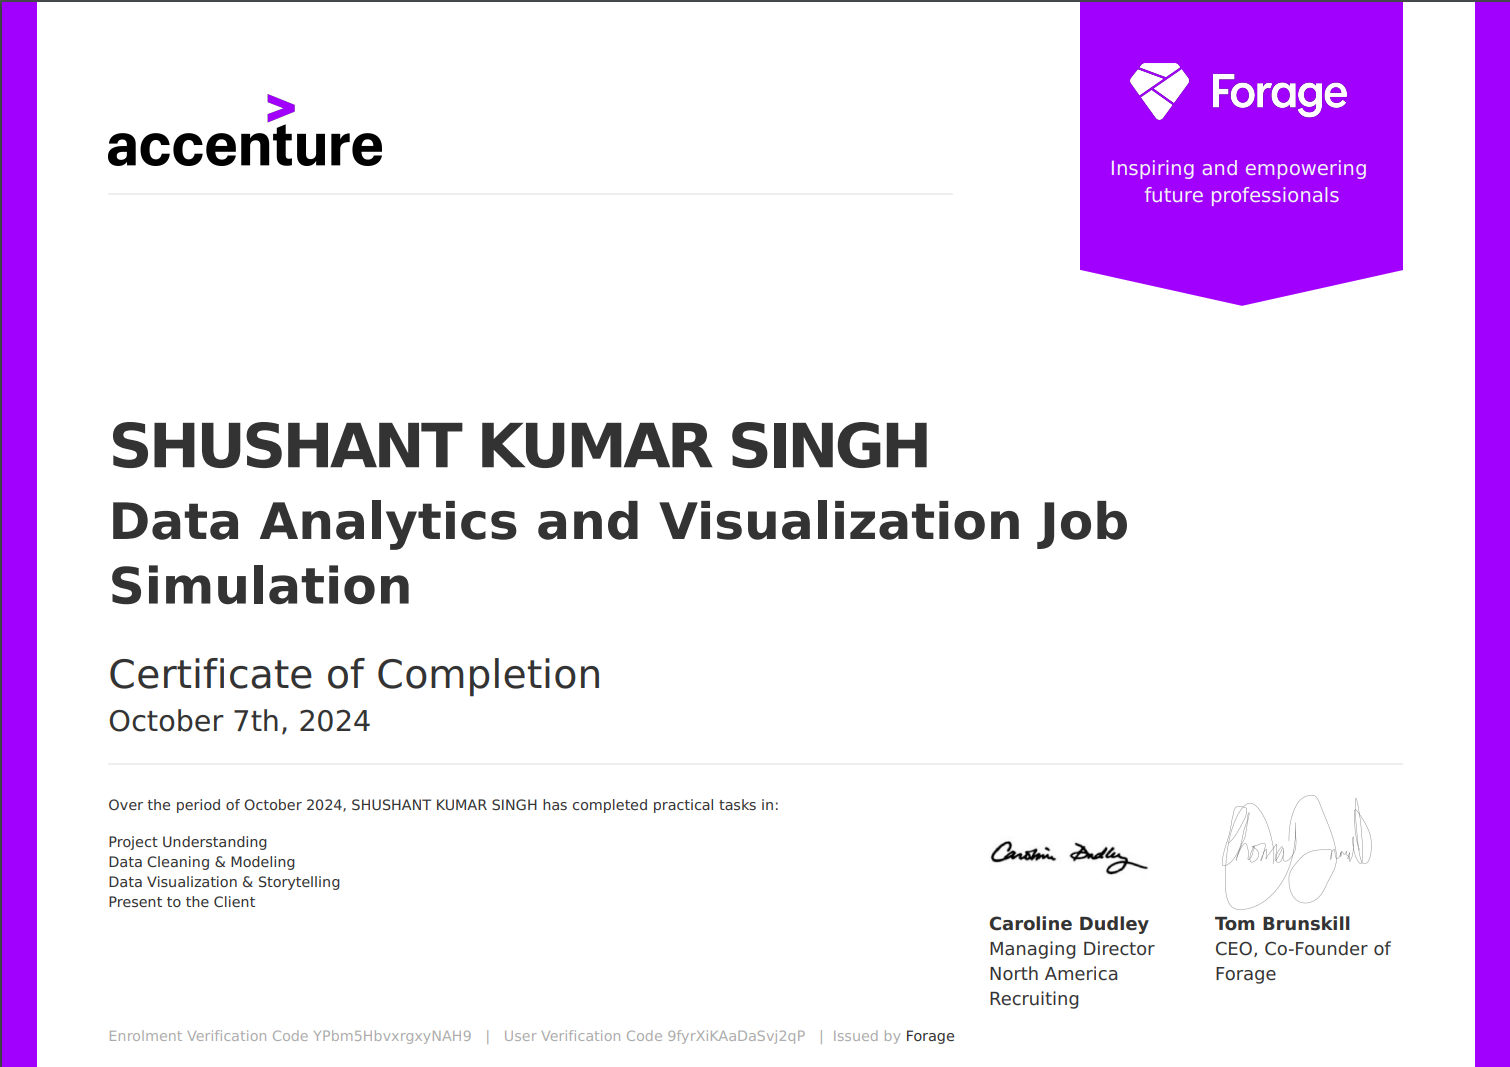 accenture
>
Forage
Inspiring and empowering
future professionals
SHUSHANT KUMAR SINGH
Data Analytics and Visualization Job
Simulation
Certificate of Completion
October 7th, 2024
Over the period of October 2024, SHUSHANT KUMAR SINGH has completed practical tasks in:
Project Understanding
Data Cleaning & Modeling
Data Visualization & Storytelling
Present to the Client
Caroline Dudley
Caroline Dudley
Managing Director
North America
Recruiting
Tom Brunskill
CEO, Co-Founder of
Forage
Enrolment Verification Code YPbm5HbvxrgxyNAH9 | User Verification Code 9fyrXiKAaDaSvj2qP | Issued by Forage